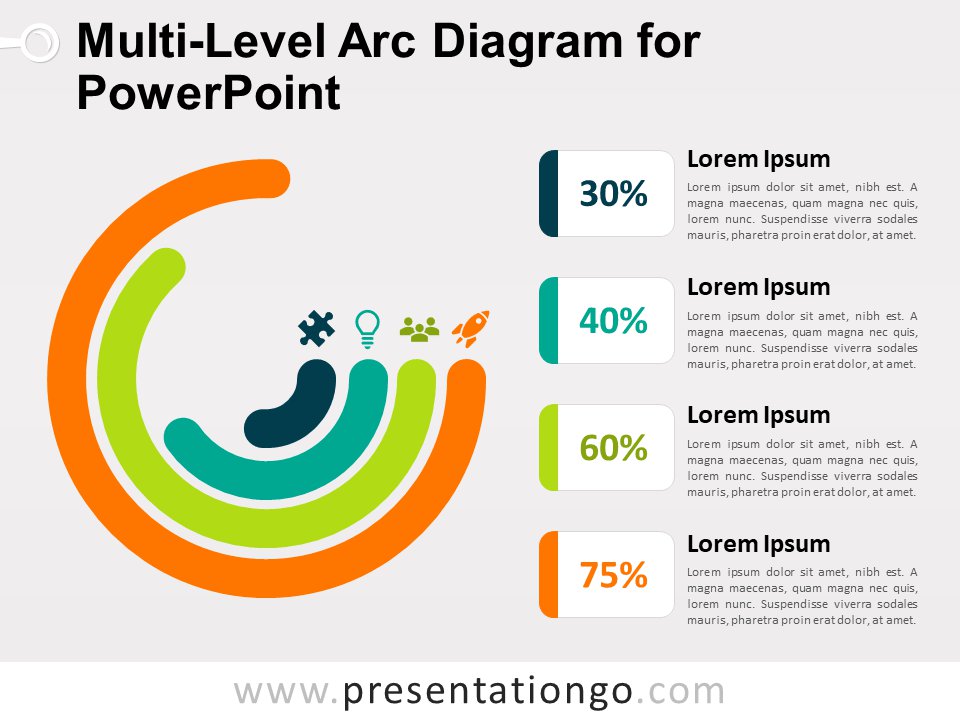 Multi-Level Arc Diagram for
PowerPoint
30%
Lorem Ipsum
Lorem ipsum dolor sit amet, nibh est. A
magna maecenas, quam magna nec quis,
lorem nunc. Suspendisse viverra sodales
mauris, pharetra proin erat dolor, at amet.
40%
Lorem Ipsum
Lorem ipsum dolor sit amet, nibh est. A
magna maecenas, quam magna nec quis,
lorem nunc. Suspendisse viverra sodales
mauris, pharetra proin erat dolor, at amet.
60%
Lorem Ipsum
Lorem ipsum dolor sit amet, nibh est. A
magna maecenas, quam magna nec quis,
lorem nunc. Suspendisse viverra sodales
mauris, pharetra proin erat dolor, at amet.
75%
Lorem Ipsum
Lorem ipsum dolor sit amet, nibh est. A
magna maecenas, quam magna nec quis,
lorem nunc. Suspendisse viverra sodales
mauris, pharetra proin erat dolor, at amet.
www.presentationgo.com